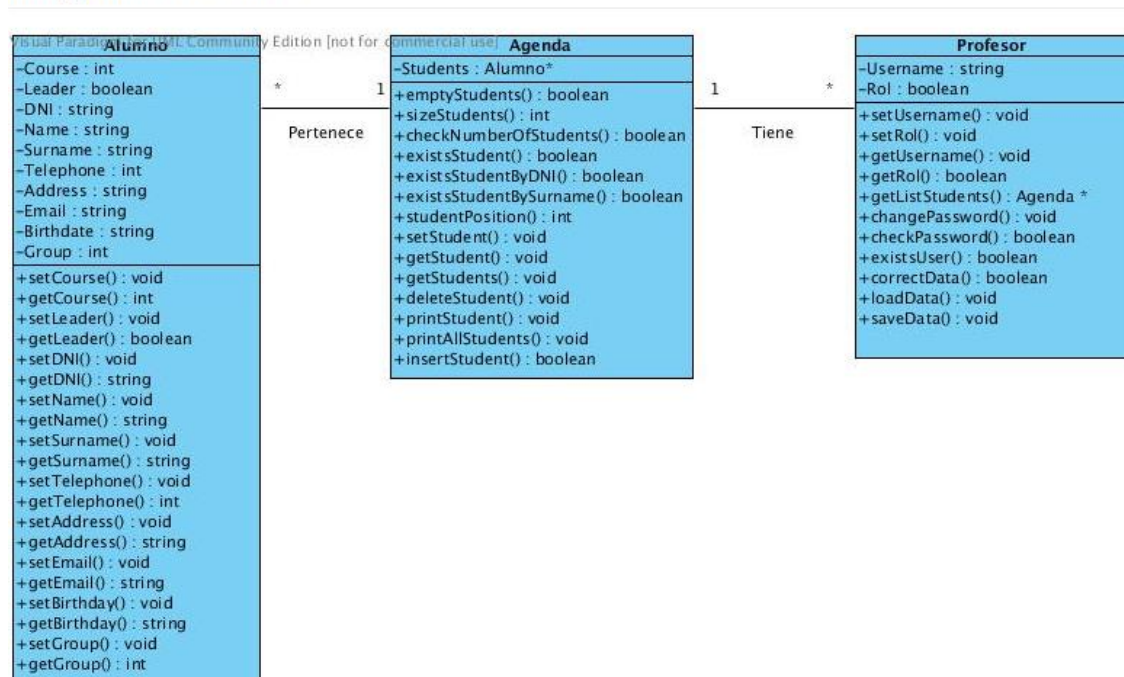 Visual Paradigm for UML Community Edition [not for commercial use]
Alumno
-Course : int
-Leader : boolean
-DNI : string
-Name : string
-Surname : string
-Telephone : int
-Address : string
-Email : string
-Birthdate : string
-Group : int
+setCourse() : void
+getCourse() : int
+setLeader() : void
+getLeader() : boolean
+setDNI() : void
+getDNI() : string
+setName() : void
+getName() : string
+setSurname() : void
+getSurname() : string
+setTelephone() : void
+getTelephone() : int
+setAddress() : void
+getAddress() : string
+setEmail() : void
+getEmail() : string
+setBirthday() : void
+getBirthday() : string
+setGroup() : void
+getGroup() : int
* 1
Pertenece
Agenda
-Students : Alumno*
+emptyStudents() : boolean
+sizeStudents() : int
+checkNumberOfStudents() : boolean
+existsStudent() : boolean
+existsStudentByDNI() : boolean
+existsStudentBySurname() : boolean
+studentPosition() : int
+setStudent() : void
+getStudent() : void
+getStudents() : void
+deleteStudent() : void
+printStudent() : void
+printAllStudents() : void
+insertStudent() : boolean
1 *
Tiene
Profesor
-Username : string
-Rol : boolean
+setUsername() : void
+setRol() : void
+getUsername() : void
+getRol() : boolean
+getListStudents() : Agenda *
+changePassword() : void
+checkPassword() : boolean
+existsUser() : boolean
+correctData() : boolean
+loadData() : void
+saveData() : void